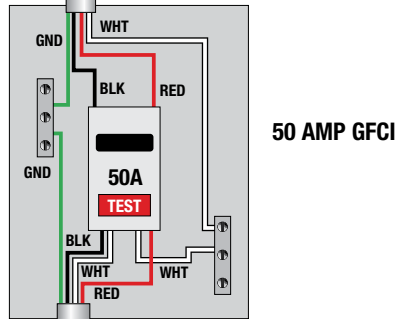 WHT
GND
BLK
RED
50 AMP GFCI
GND
50A
TEST
BLK
WHT
WHT
RED